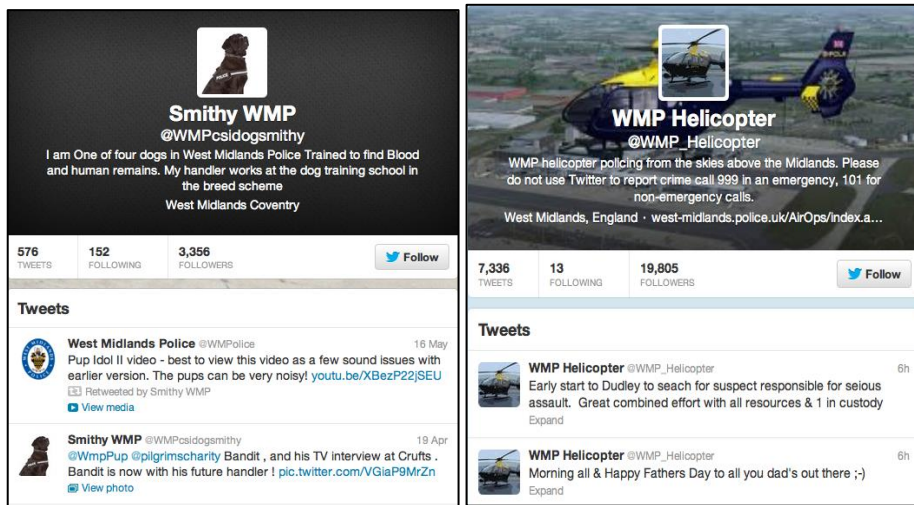 Smithy WMP
@WMPcsidogsmithy
I am One of four dogs in West Midlands Police Trained to find Blood
and human remains. My handler works at the dog training school in
the breed scheme
West Midlands Coventry
576
TWEETS
152
FOLLOWING
3,356
FOLLOWERS
Follow
Tweets
West Midlands Police @WMPolice 16 May
Pup Idol II video - best to view this video as a few sound issues with
earlier version. The pups can be very noisy! youtu.be/XBezP22jSEU
Retweeted by Smithy WMP
View media
Smithy WMP @WMPcsidogsmithy 19 Apr
@WmpPup @pilgrimscharity Bandit , and his TV interview at Crufts .
Bandit is now with his future handler ! pic.twitter.com/VGiaP9MrZn
View photo
WMP Helicopter
@WMP_Helicopter
WMP helicopter policing from the skies above the Midlands. Please
do not use Twitter to report crime call 999 in an emergency, 101 for
non-emergency calls.
West Midlands, England · west-midlands.police.uk/AirOps/index.a...
7,336
TWEETS
13
FOLLOWING
19,805
FOLLOWERS
Follow
Tweets
WMP Helicopter @WMP_Helicopter 6h
Early start to Dudley to seach for suspect responsible for seious
assault. Great combined effort with all resources & 1 in custody
Expand
WMP Helicopter @WMP_Helicopter 6h
Morning all & Happy Fathers Day to all you dad's out there ;-)
Expand